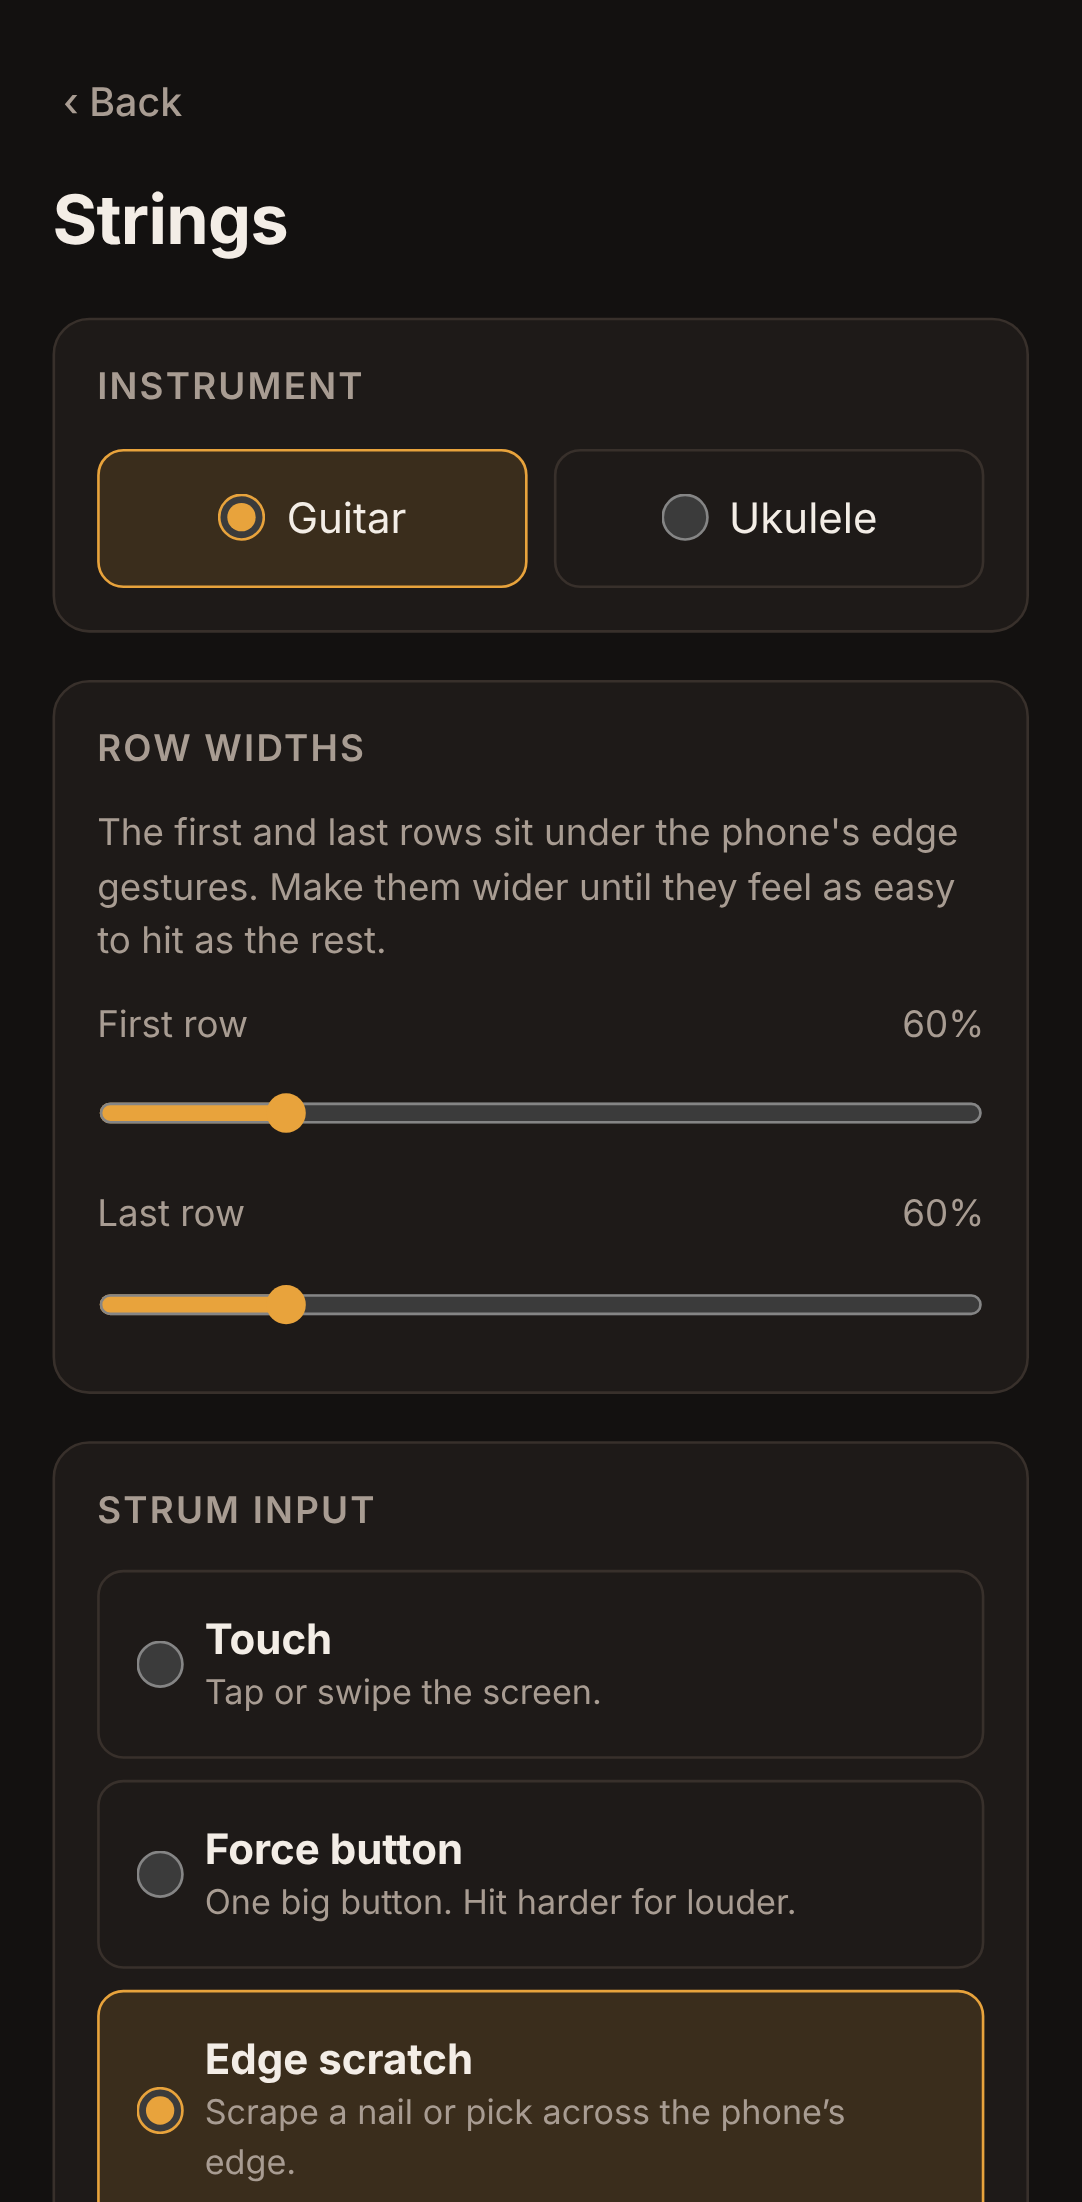 ‹ Back
Strings
INSTRUMENT
Guitar
Ukulele
ROW WIDTHS
The first and last rows sit under the phone's edge
gestures. Make them wider until they feel as easy
to hit as the rest.
First row 60%
Last row 60%
STRUM INPUT
Touch
Tap or swipe the screen.
Force button
One big button. Hit harder for louder.
Edge scratch
Scrape a nail or pick across the phone’s
edge.